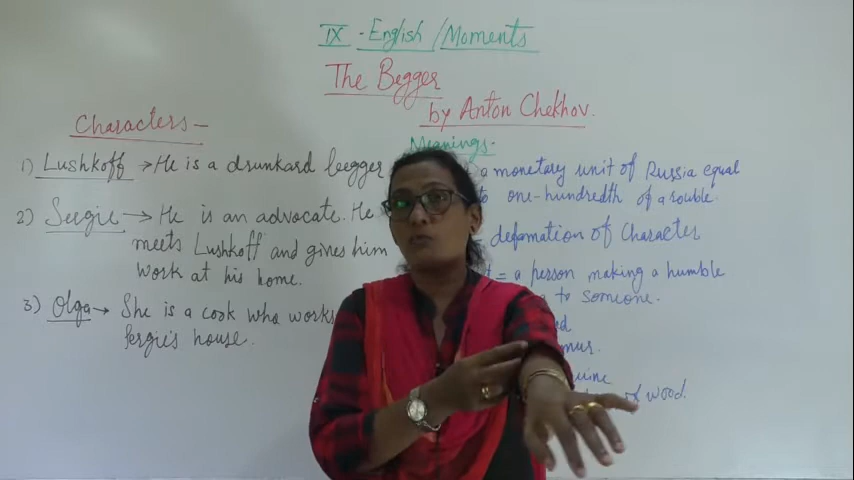 IX - English / Moments
The Begger
by Anton Chekhov.
Characters -
1) Lushkoff → He is a drunkard begger
2) Sergie → He is an advocate. He
meets Lushkoff and gives him
work at his home.
3) Olga → She is a cook who works
Sergie's house.
Meanings -
a monetary unit of Russia equal
to one-hundredth of a rouble.
defamation of Character
= a person making a humble
to someone.
of wood.